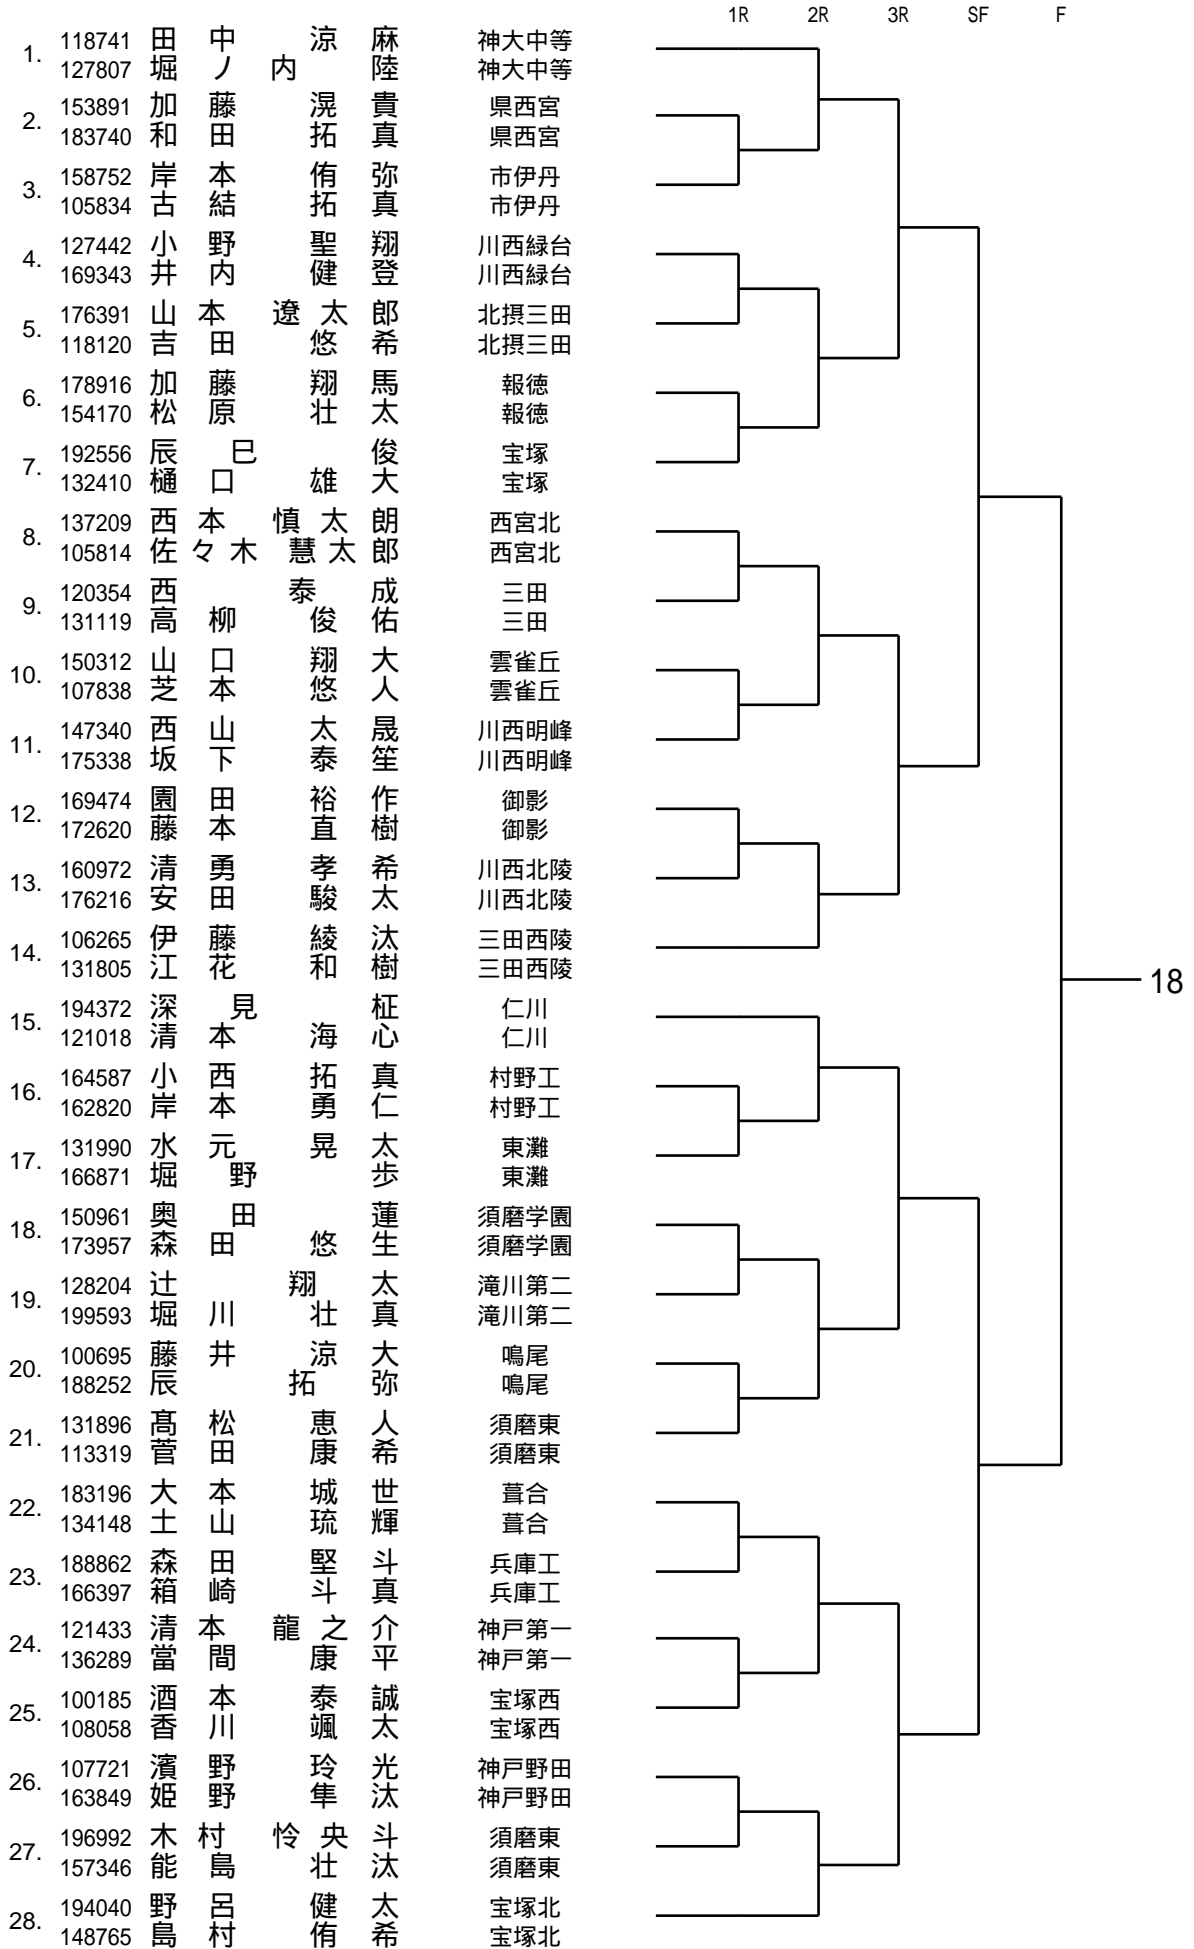 1R 2R 3R SF F
1. 118741 田中 涼麻 神大中等
127807 堀ノ内 陸 神大中等
2. 153891 加藤 滉貴 県西宮
183740 和田 拓真 県西宮
3. 158752 岸本 侑弥 市伊丹
105834 古結 拓真 市伊丹
4. 127442 小野 聖翔 川西緑台
169343 井内 健登 川西緑台
5. 176391 山本 遼太郎 北摂三田
118120 吉田 悠希 北摂三田
6. 178916 加藤 翔馬 報徳
154170 松原 壮太 報徳
7. 192556 辰巳 俊 宝塚
132410 樋口 雄大 宝塚
8. 137209 西本 慎太朗 西宮北
105814 佐々木 慧太郎 西宮北
9. 120354 西 泰成 三田
131119 高柳 俊佑 三田
10. 150312 山口 翔大 雲雀丘
107838 芝本 悠人 雲雀丘
11. 147340 西山 太晟 川西明峰
175338 坂下 泰笙 川西明峰
12. 169474 園田 裕作 御影
172620 藤本 直樹 御影
13. 160972 清勇 孝希 川西北陵
176216 安田 駿太 川西北陵
14. 106265 伊藤 綾汰 三田西陵
131805 江花 和樹 三田西陵
18
15. 194372 深見 柾 仁川
121018 清本 海心 仁川
16. 164587 小西 拓真 村野工
162820 岸本 勇仁 村野工
17. 131990 水元 晃太 東灘
166871 堀野 歩 東灘
18. 150961 奥田 蓮 須磨学園
173957 森田 悠生 須磨学園
19. 128204 辻 翔太 滝川第二
199593 堀川 壮真 滝川第二
20. 100695 藤井 涼大 鳴尾
188252 辰 拓弥 鳴尾
21. 131896 髙松 恵人 須磨東
113319 菅田 康希 須磨東
22. 183196 大本 城世 葺合
134148 土山 琉輝 葺合
23. 188862 森田 堅斗 兵庫工
166397 箱崎 斗真 兵庫工
24. 121433 清本 龍之介 神戸第一
136289 當間 康平 神戸第一
25. 100185 酒本 泰誠 宝塚西
108058 香川 颯太 宝塚西
26. 107721 濱野 玲光 神戸野田
163849 姫野 隼汰 神戸野田
27. 196992 木村 怜央斗 須磨東
157346 能島 壮汰 須磨東
28. 194040 野呂 健太 宝塚北
148765 島村 侑希 宝塚北